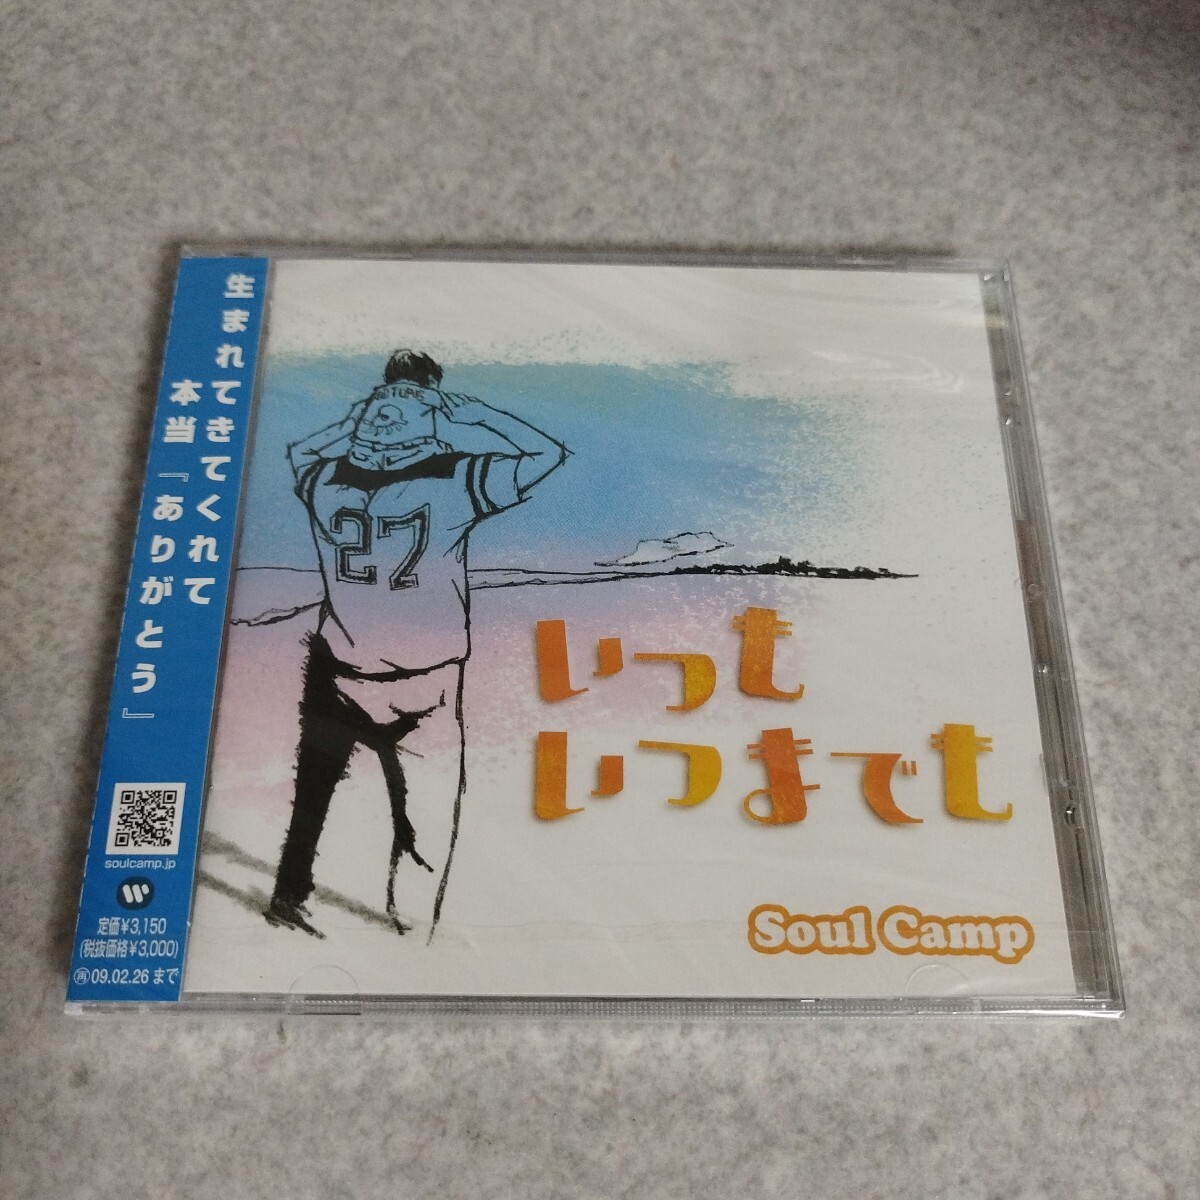 生まれてきてくれて
本当『ありがとう』
soulcamp.jp
定価¥3,150
(税抜価格¥3,000)
再09.02.26まで
27
いつも
いつまでも
Soul Camp